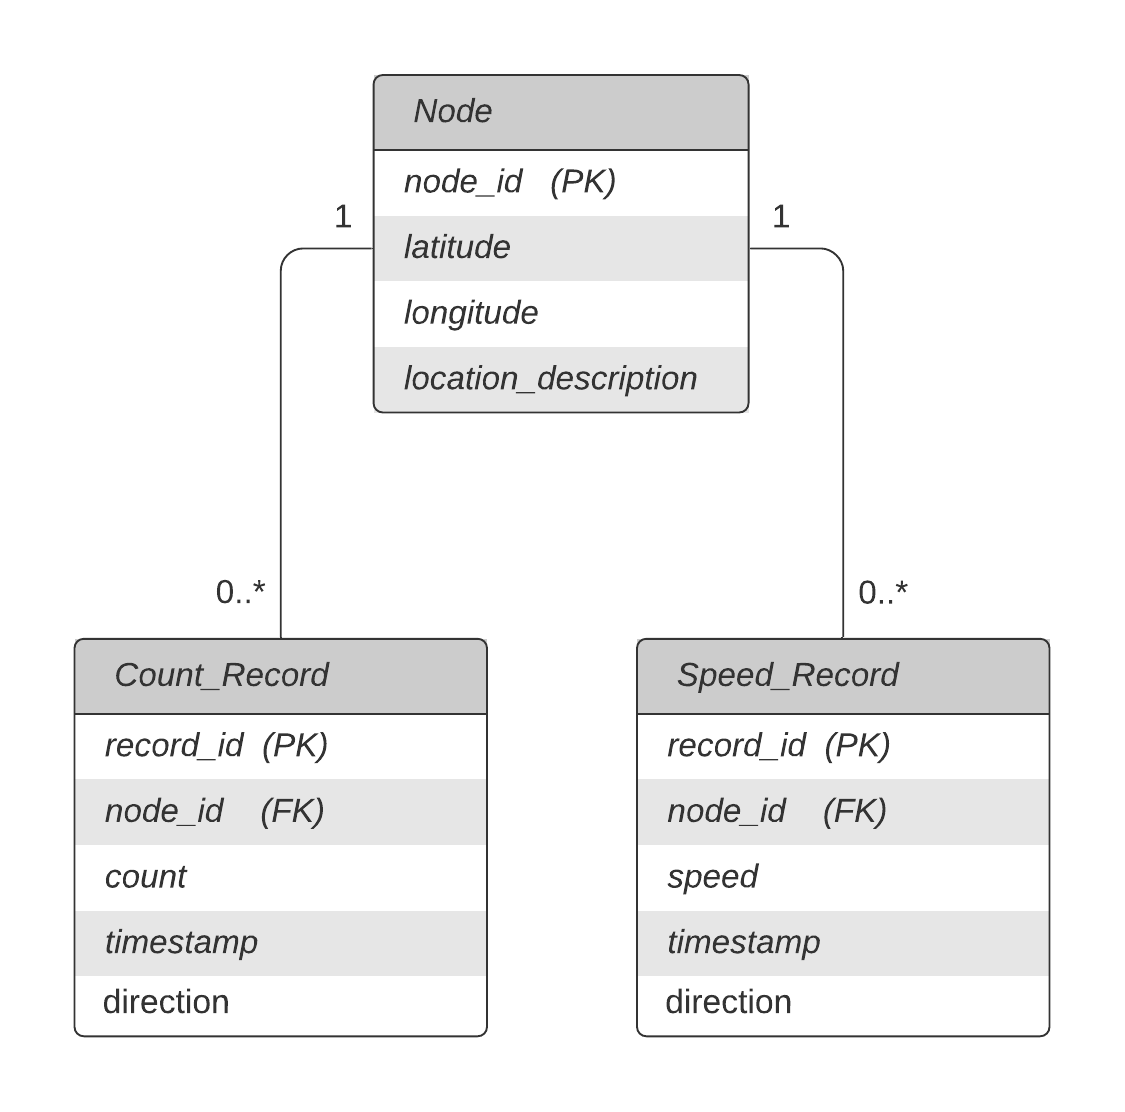 Node
node_id (PK)
latitude
longitude
location_description
1
1
0..*
0..*
Count_Record
record_id (PK)
node_id (FK)
count
timestamp
direction
Speed_Record
record_id (PK)
node_id (FK)
speed
timestamp
direction